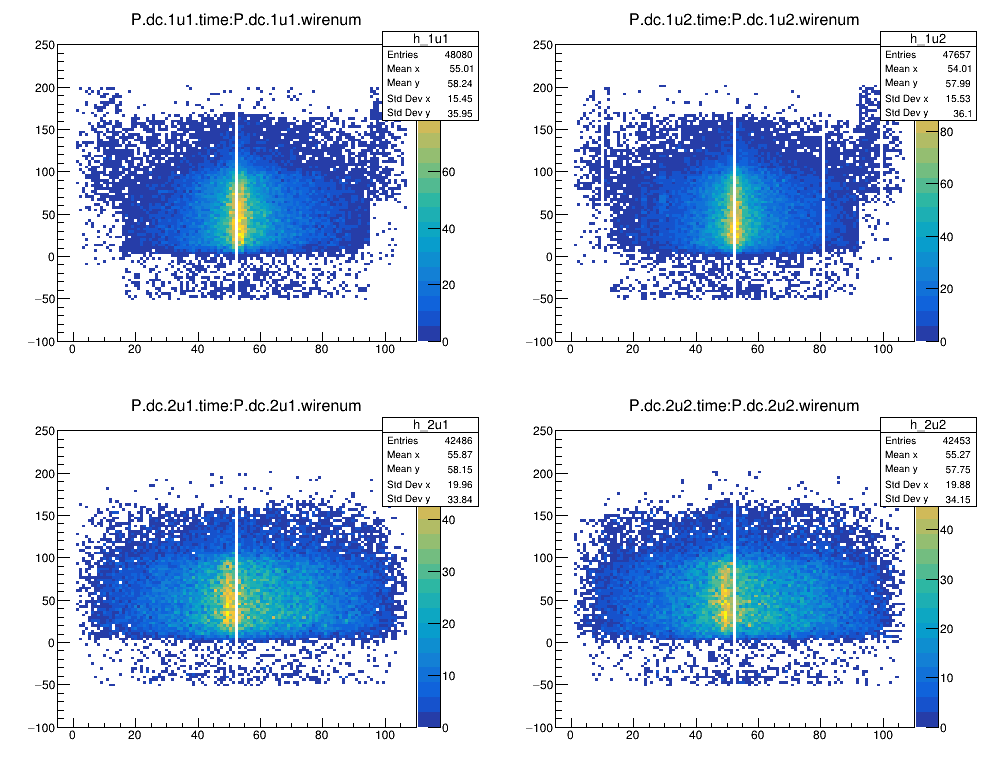 P.dc.1u1.time:P.dc.1u1.wirenum
h_1u1
Entries 48080
Mean x 55.01
Mean y 58.24
Std Dev x 15.45
Std Dev y 35.95
250
200
150
100
50
0
−50
−100
0 20 40 60 80 100
60
40
20
0
P.dc.1u2.time:P.dc.1u2.wirenum
h_1u2
Entries 47657
Mean x 54.01
Mean y 57.99
Std Dev x 15.53
Std Dev y 36.1
250
200
150
100
50
0
−50
−100
0 20 40 60 80 100
80
60
40
20
0
P.dc.2u1.time:P.dc.2u1.wirenum
h_2u1
Entries 42486
Mean x 55.87
Mean y 58.15
Std Dev x 19.96
Std Dev y 33.84
250
200
150
100
50
0
−50
−100
0 20 40 60 80 100
40
30
20
10
0
P.dc.2u2.time:P.dc.2u2.wirenum
h_2u2
Entries 42453
Mean x 55.27
Mean y 57.75
Std Dev x 19.88
Std Dev y 34.15
250
200
150
100
50
0
−50
−100
0 20 40 60 80 100
40
30
20
10
0